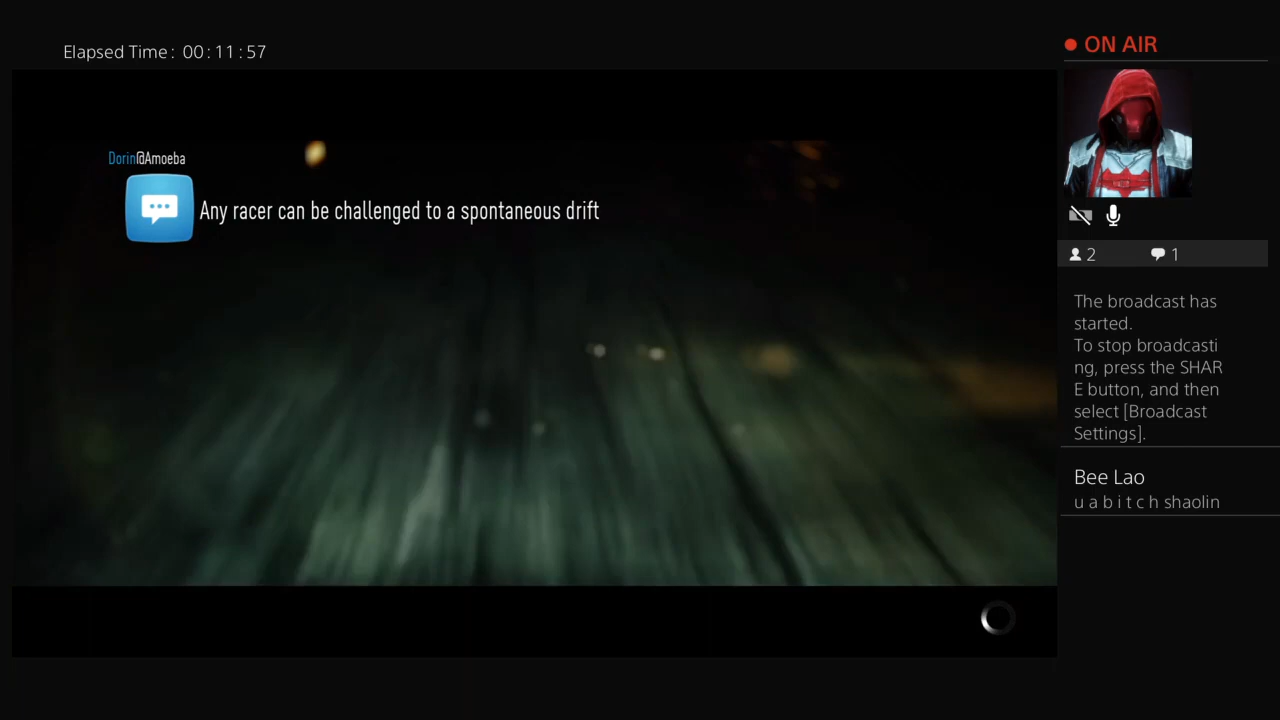 Elapsed Time: 00:11:57
ON AIR
Dorin@Amoeba
Any racer can be challenged to a spontaneous drift
2
1
The broadcast has
started.
To stop broadcasti
ng, press the SHAR
E button, and then
select [Broadcast
Settings].
Bee Lao
u a b i t c h shaolin